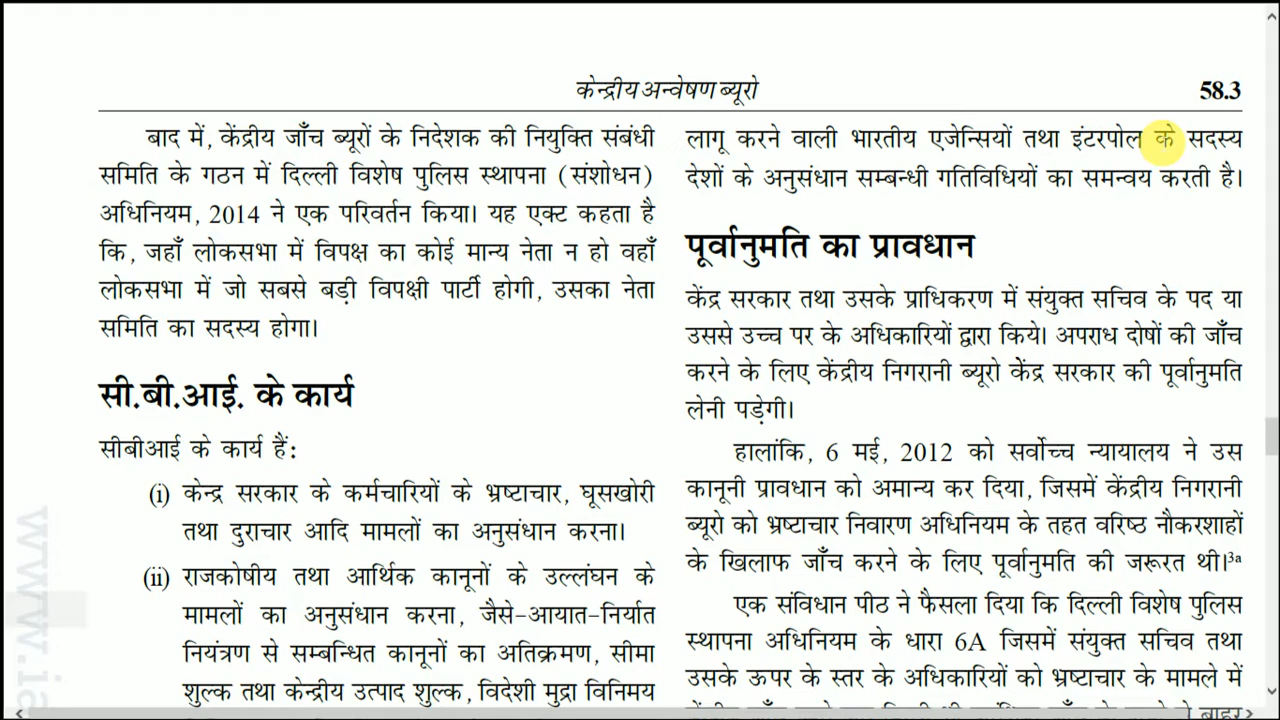 केन्द्रीय अन्वेषण ब्यूरो
58.3
बाद में, केंद्रीय जाँच ब्यूरों के निदेशक की नियुक्ति संबंधी
समिति के गठन में दिल्ली विशेष पुलिस स्थापना (संशोधन)
अधिनियम, 2014 ने एक परिवर्तन किया। यह एक्ट कहता है
कि, जहाँ लोकसभा में विपक्ष का कोई मान्य नेता न हो वहाँ
लोकसभा में जो सबसे बड़ी विपक्षी पार्टी होगी, उसका नेता
समिति का सदस्य होगा।
सी.बी.आई. के कार्य
सीबीआई के कार्य हैं:
(i) केन्द्र सरकार के कर्मचारियों के भ्रष्टाचार, घूसखोरी
तथा दुराचार आदि मामलों का अनुसंधान करना।
(ii) राजकोषीय तथा आर्थिक कानूनों के उल्लंघन के
मामलों का अनुसंधान करना, जैसे-आयात-निर्यात
नियंत्रण से सम्बन्धित कानूनों का अतिक्रमण, सीमा
शुल्क तथा केन्द्रीय उत्पाद शुल्क, विदेशी मुद्रा विनिमय
लागू करने वाली भारतीय एजेन्सियों तथा इंटरपोल के सदस्य
देशों के अनुसंधान सम्बन्धी गतिविधियों का समन्वय करती है।
पूर्वानुमति का प्रावधान
केंद्र सरकार तथा उसके प्राधिकरण में संयुक्त सचिव के पद या
उससे उच्च पर के अधिकारियों द्वारा किये। अपराध दोषों की जाँच
करने के लिए केंद्रीय निगरानी ब्यूरो केंद्र सरकार की पूर्वानुमति
लेनी पड़ेगी।
हालांकि, 6 मई, 2012 को सर्वोच्च न्यायालय ने उस
कानूनी प्रावधान को अमान्य कर दिया, जिसमें केंद्रीय निगरानी
ब्यूरो को भ्रष्टाचार निवारण अधिनियम के तहत वरिष्ठ नौकरशाहों
के खिलाफ जाँच करने के लिए पूर्वानुमति की जरूरत थी।3a
एक संविधान पीठ ने फैसला दिया कि दिल्ली विशेष पुलिस
स्थापना अधिनियम के धारा 6A जिसमें संयुक्त सचिव तथा
उसके ऊपर के स्तर के अधिकारियों को भ्रष्टाचार के मामले में
www.ia